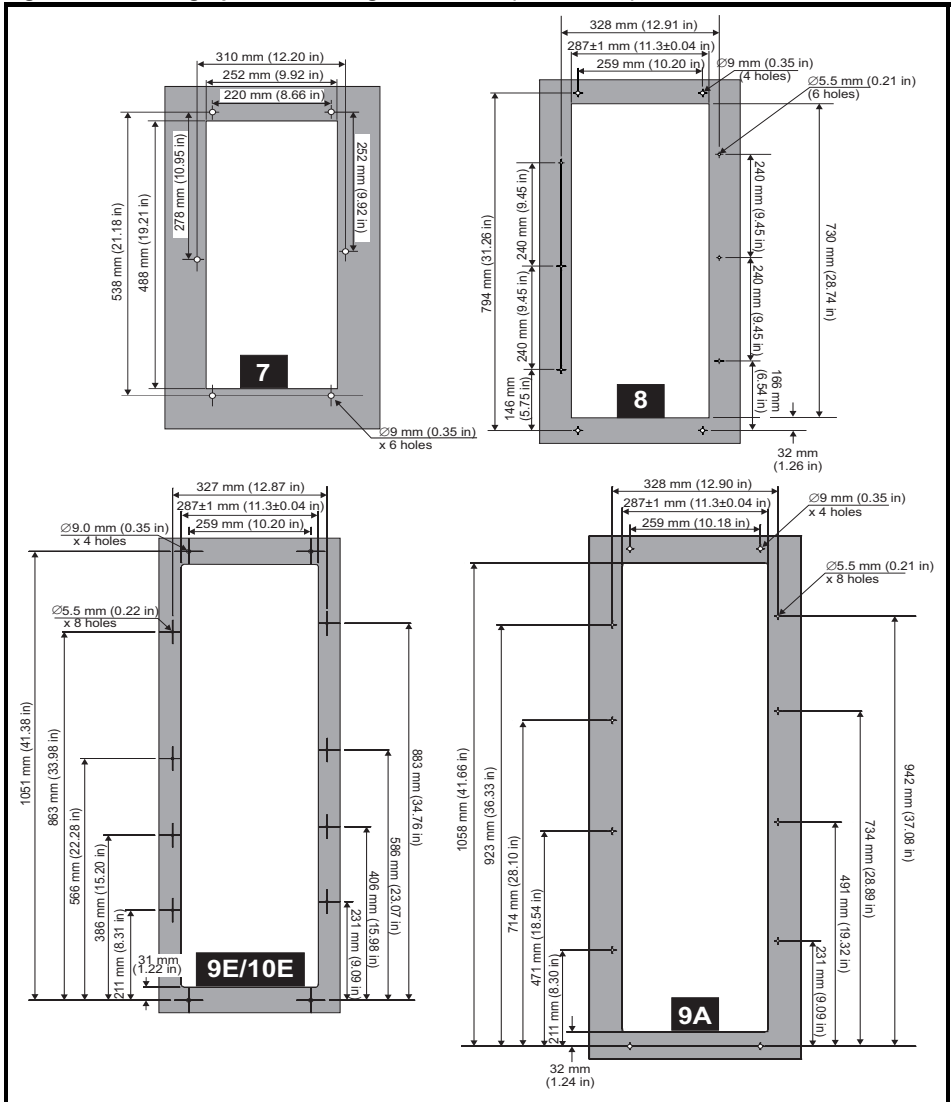 310 mm (12.20 in)
252 mm (9.92 in)
220 mm (8.66 in)
538 mm (21.18 in)
488 mm (19.21 in)
278 mm (10.95 in)
252 mm
(9.92 in)
7
∅9 mm (0.35 in)
x 6 holes
328 mm (12.91 in)
287±1 mm (11.3±0.04 in)
259 mm (10.20 in)
∅9 mm (0.35 in)
(4 holes)
∅5.5 mm (0.21 in)
(6 holes)
794 mm (31.26 in)
240 mm (9.45 in)
240 mm (9.45 in)
146 mm
(5.75 in)
240 mm
(9.45 in)
240 mm
(9.45 in)
166 mm
(6.54 in)
730 mm
(28.74 in)
8
32 mm
(1.26 in)
327 mm (12.87 in)
287±1 mm (11.3±0.04 in)
259 mm (10.20 in)
∅9.0 mm (0.35 in)
x 4 holes
∅5.5 mm (0.22 in)
x 8 holes
1051 mm (41.38 in)
863 mm (33.98 in)
566 mm (22.28 in)
386 mm (15.20 in)
211 mm (8.31 in)
31 mm
(1.22 in)
883 mm
(34.76 in)
586 mm
(23.07 in)
406 mm
(15.98 in)
231 mm
(9.09 in)
9E/10E
328 mm (12.90 in)
287±1 mm (11.3±0.04 in)
259 mm (10.18 in)
∅9 mm (0.35 in)
x 4 holes
∅5.5 mm (0.21 in)
x 8 holes
1058 mm (41.66 in)
923 mm (36.33 in)
714 mm (28.10 in)
471 mm (18.54 in)
211 mm (8.30 in)
942 mm
(37.08 in)
734 mm
(28.89 in)
491 mm
(19.32 in)
231 mm
(9.09 in)
9A
32 mm
(1.24 in)